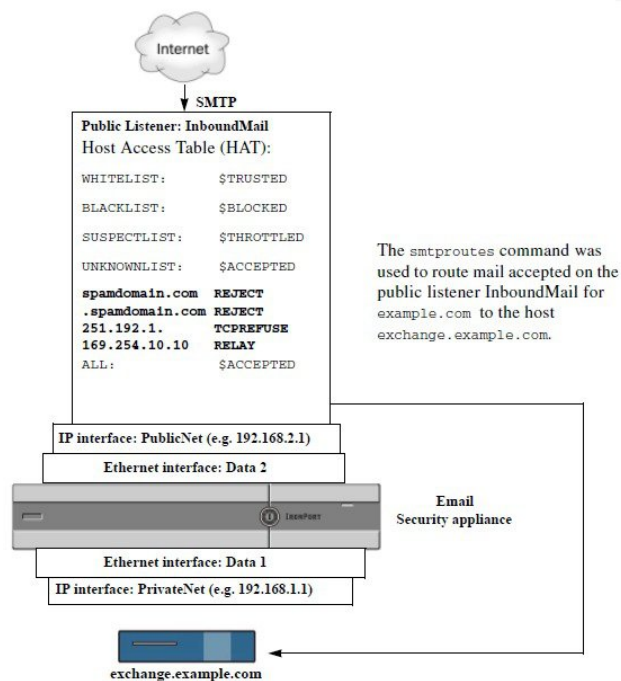 Internet
SMTP
Public Listener: InboundMail
Host Access Table (HAT):
WHITELIST: $TRUSTED
BLACKLIST: $BLOCKED
SUSPECTLIST: $THROTTLED
UNKNOWNLIST: $ACCEPTED
spamdomain.com REJECT
.spamdomain.com REJECT
251.192.1. TCPREFUSE
169.254.10.10 RELAY
ALL: $ACCEPTED
The smtproutes command was
used to route mail accepted on the
public listener InboundMail for
example.com to the host
exchange.example.com.
IP interface: PublicNet (e.g. 192.168.2.1)
Ethernet interface: Data 2
IRONPORT
Email
Security appliance
Ethernet interface: Data 1
IP interface: PrivateNet (e.g. 192.168.1.1)
exchange.example.com